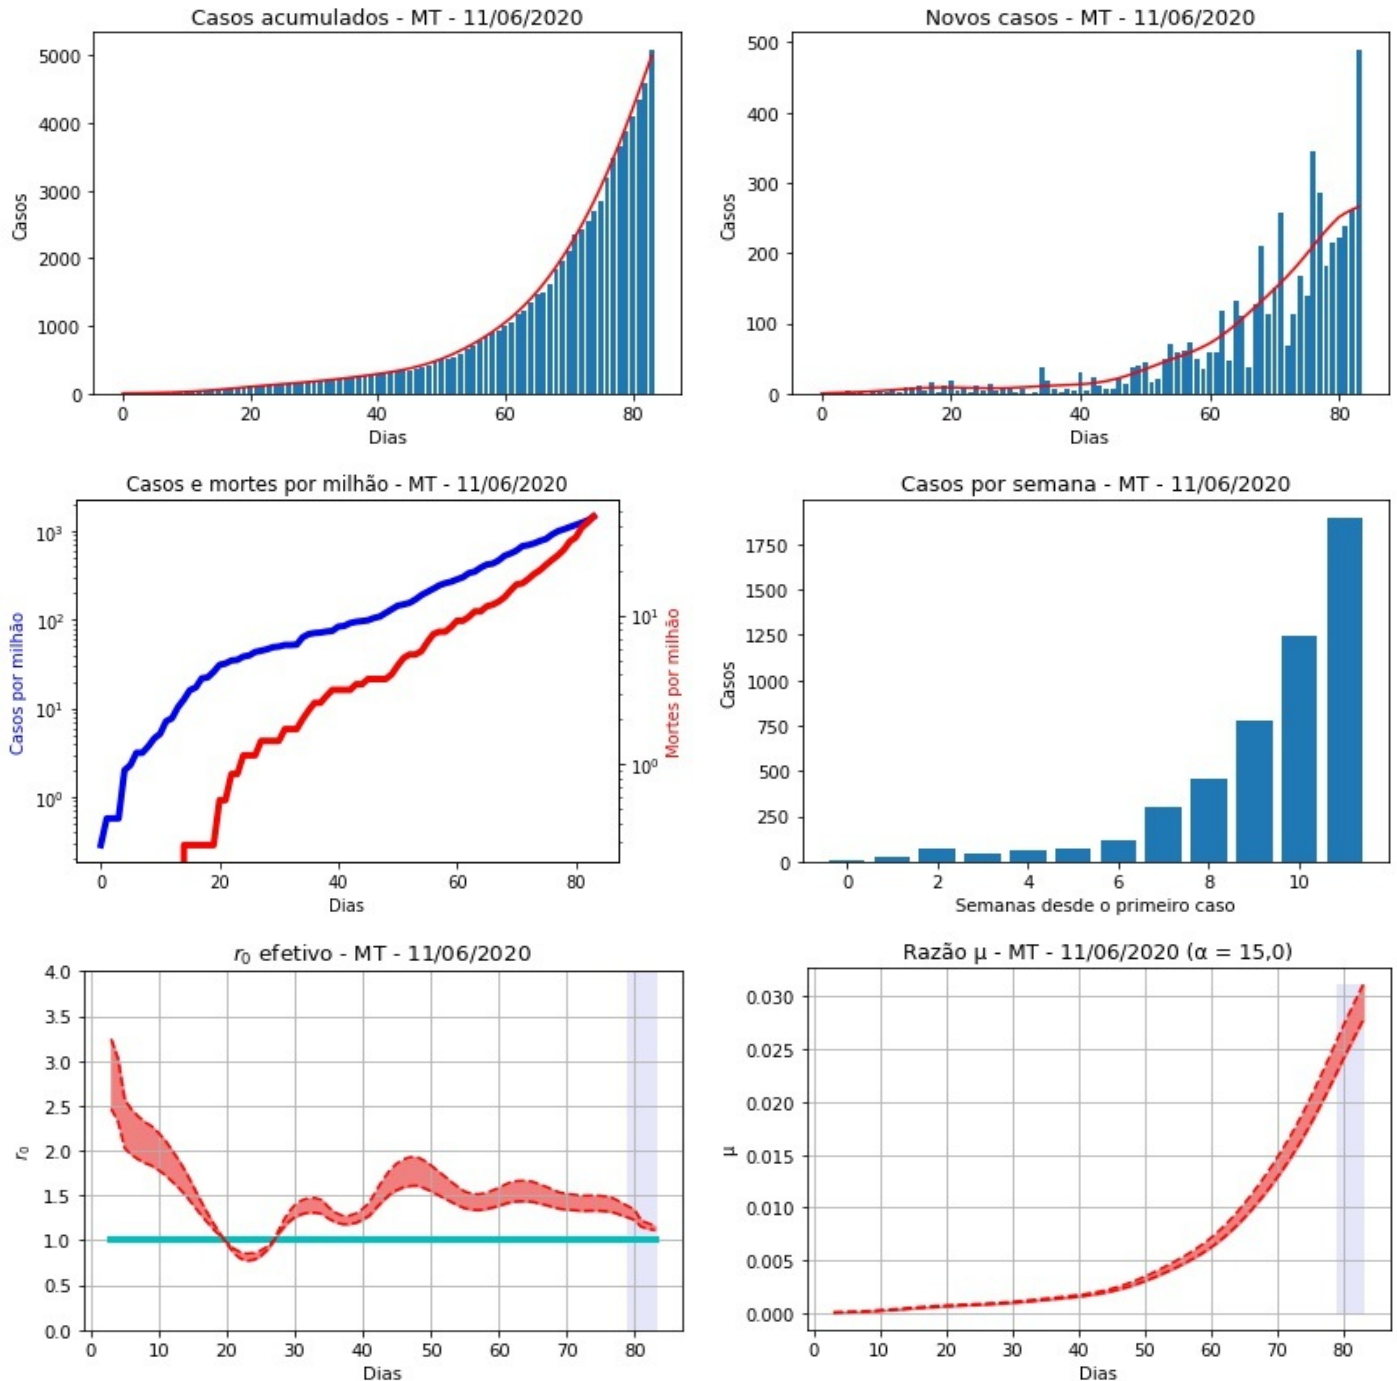 Casos acumulados - MT - 11/06/2020
Casos
5000
4000
3000
2000
1000
0
0 20 40 60 80
Dias
Novos casos - MT - 11/06/2020
Casos
500
400
300
200
100
0
0 20 40 60 80
Dias
Casos e mortes por milhão - MT - 11/06/2020
Casos por milhão
10³
10²
10¹
10⁰
10¹
10⁰
Mortes por milhão
0 20 40 60 80
Dias
Casos por semana - MT - 11/06/2020
Casos
1750
1500
1250
1000
750
500
250
0
0 2 4 6 8 10
Semanas desde o primeiro caso
r₀ efetivo - MT - 11/06/2020
r₀
4.0
3.5
3.0
2.5
2.0
1.5
1.0
0.5
0.0
0 10 20 30 40 50 60 70 80
Dias
Razão μ - MT - 11/06/2020 (α = 15,0)
μ
0.030
0.025
0.020
0.015
0.010
0.005
0.000
0 10 20 30 40 50 60 70 80
Dias